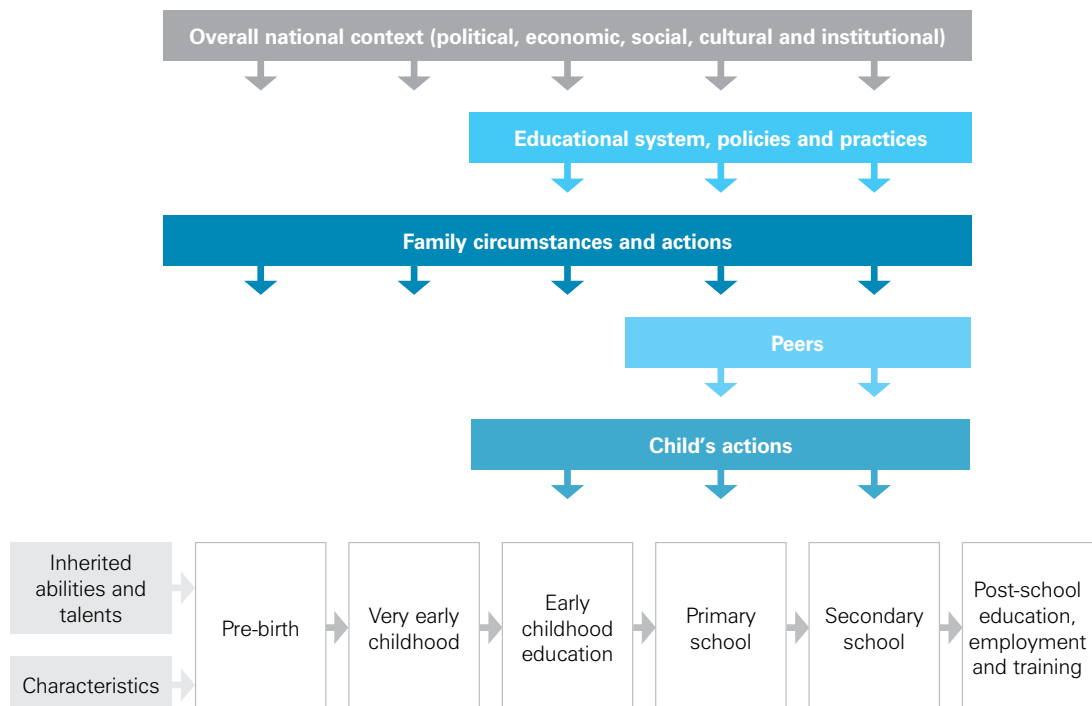 Overall national context (political, economic, social, cultural and institutional)
Educational system, policies and practices
Family circumstances and actions
Peers
Child’s actions
Inherited
abilities and
talents
Characteristics
Pre-birth
Very early
childhood
Early
childhood
education
Primary
school
Secondary
school
Post-school
education,
employment
and training